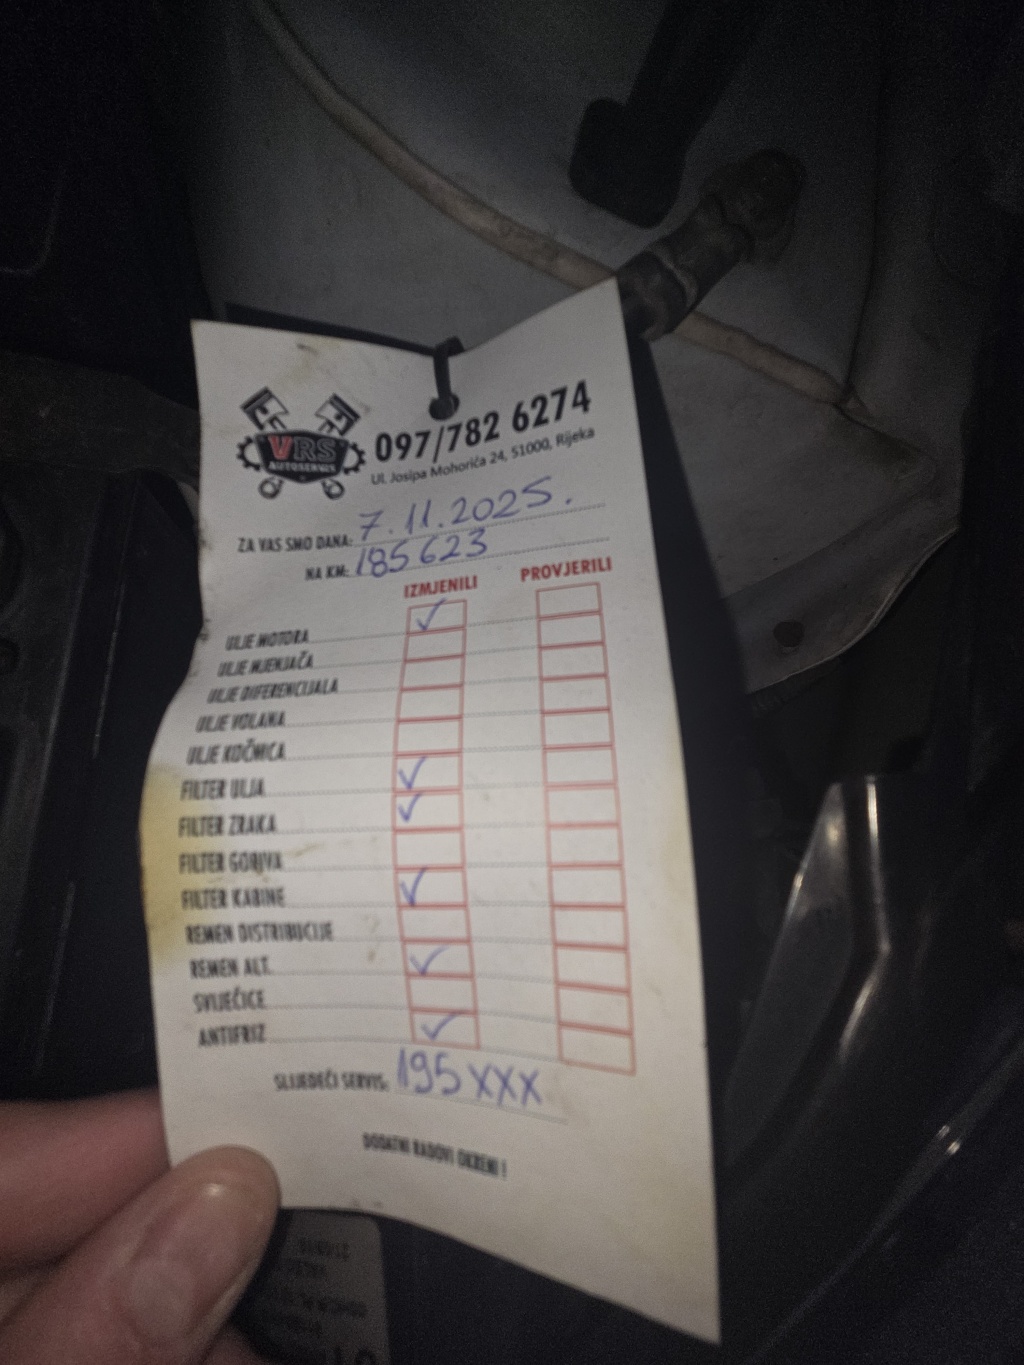 VRS
AUTOSERVIS
097/782 6274
Ul. Josipa Mohorića 24, 51000, Rijeka
ZA VAS SMO DANA: 7.11.2025.
NA KM: 185623
IZMJENILI PROVJERILI
ULJE MOTORA ✓
ULJE MJENJAČA
ULJE DIFERENCIJALA
ULJE VOLANA
ULJE KOČNICA
FILTER ULJA ✓
FILTER ZRAKA ✓
FILTER GORIVA
FILTER KABINE ✓
REMEN DISTRIBUCIJE
REMEN ALT. ✓
SVIJEČICE
ANTIFRIZ ✓
SLIJEDEĆI SERVIS: 195xxx
DODATNI RADOVI OKRENI !